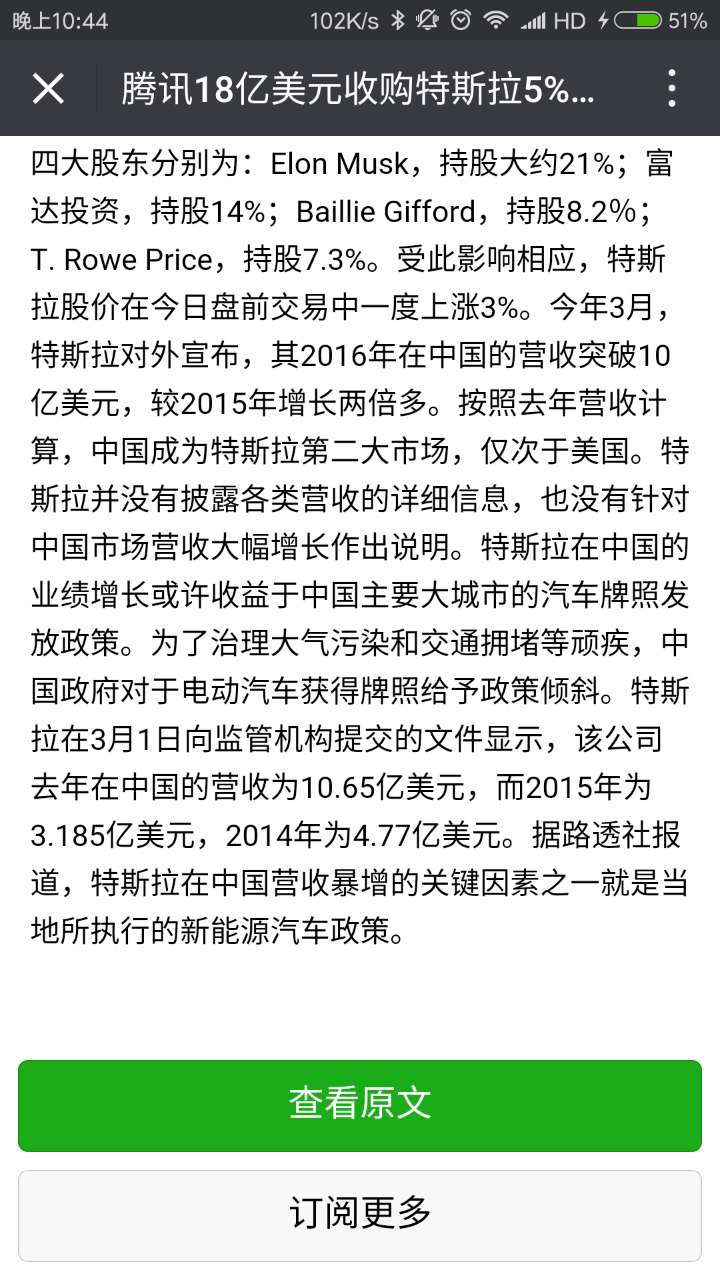 晚上10:44 102K/s HD 51%
腾讯18亿美元收购特斯拉5%...
四大股东分别为：Elon Musk，持股大约21%；富
达投资，持股14%；Baillie Gifford，持股8.2%；
T. Rowe Price，持股7.3%。受此影响相应，特斯
拉股价在今日盘前交易中一度上涨3%。今年3月，
特斯拉对外宣布，其2016年在中国的营收突破10
亿美元，较2015年增长两倍多。按照去年营收计
算，中国成为特斯拉第二大市场，仅次于美国。特
斯拉并没有披露各类营收的详细信息，也没有针对
中国市场营收大幅增长作出说明。特斯拉在中国的
业绩增长或许收益于中国主要大城市的汽车牌照发
放政策。为了治理大气污染和交通拥堵等顽疾，中
国政府对于电动汽车获得牌照给予政策倾斜。特斯
拉在3月1日向监管机构提交的文件显示，该公司
去年在中国的营收为10.65亿美元，而2015年为
3.185亿美元，2014年为4.77亿美元。据路透社报
道，特斯拉在中国营收暴增的关键因素之一就是当
地所执行的新能源汽车政策。
查看原文
订阅更多